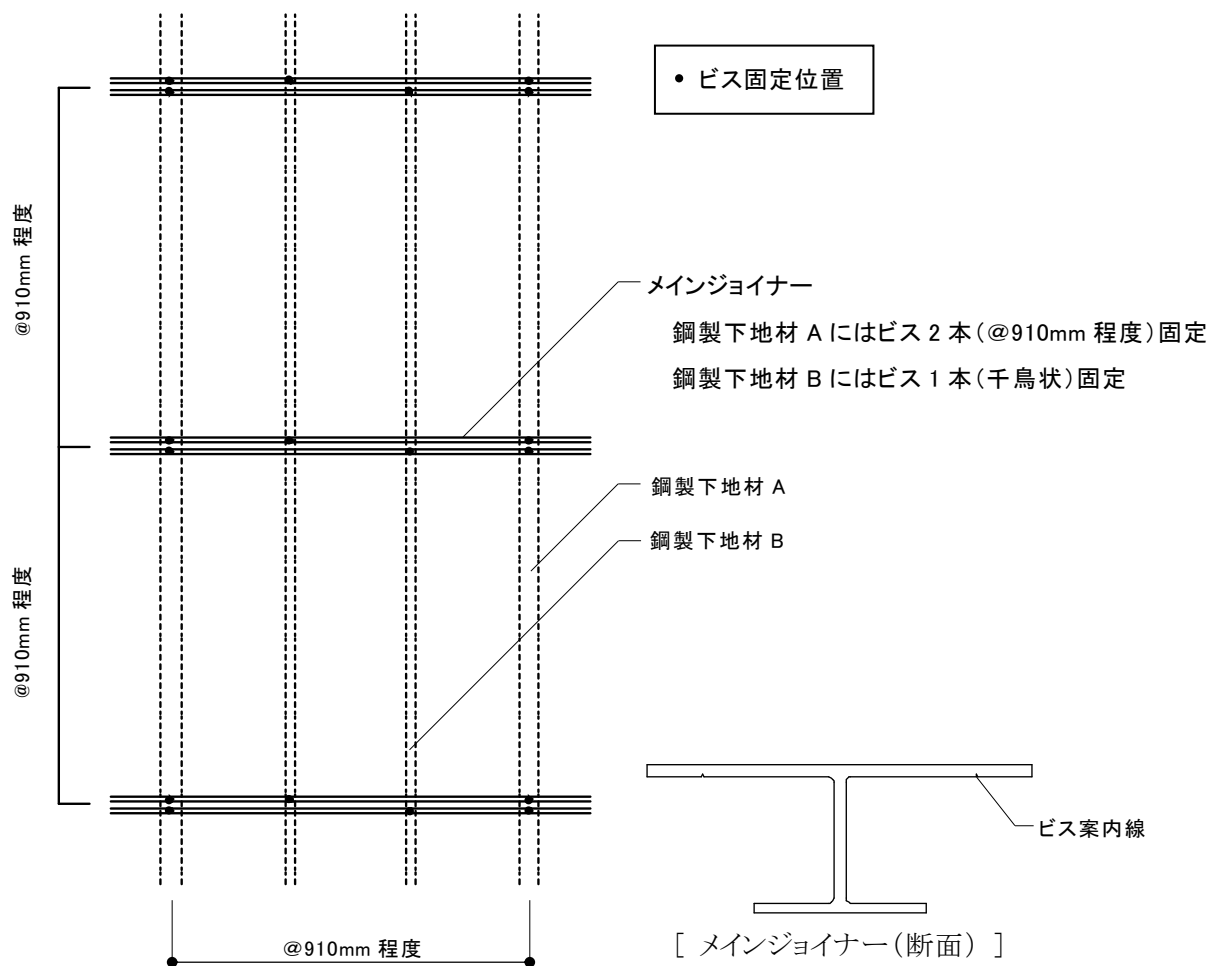 • ビス固定位置
@910mm 程度
メインジョイナー
鋼製下地材 A にはビス 2 本(@910mm 程度)固定
鋼製下地材 B にはビス 1 本(千鳥状)固定
鋼製下地材 A
鋼製下地材 B
@910mm 程度
ビス案内線
@910mm 程度
[ メインジョイナー(断面) ]